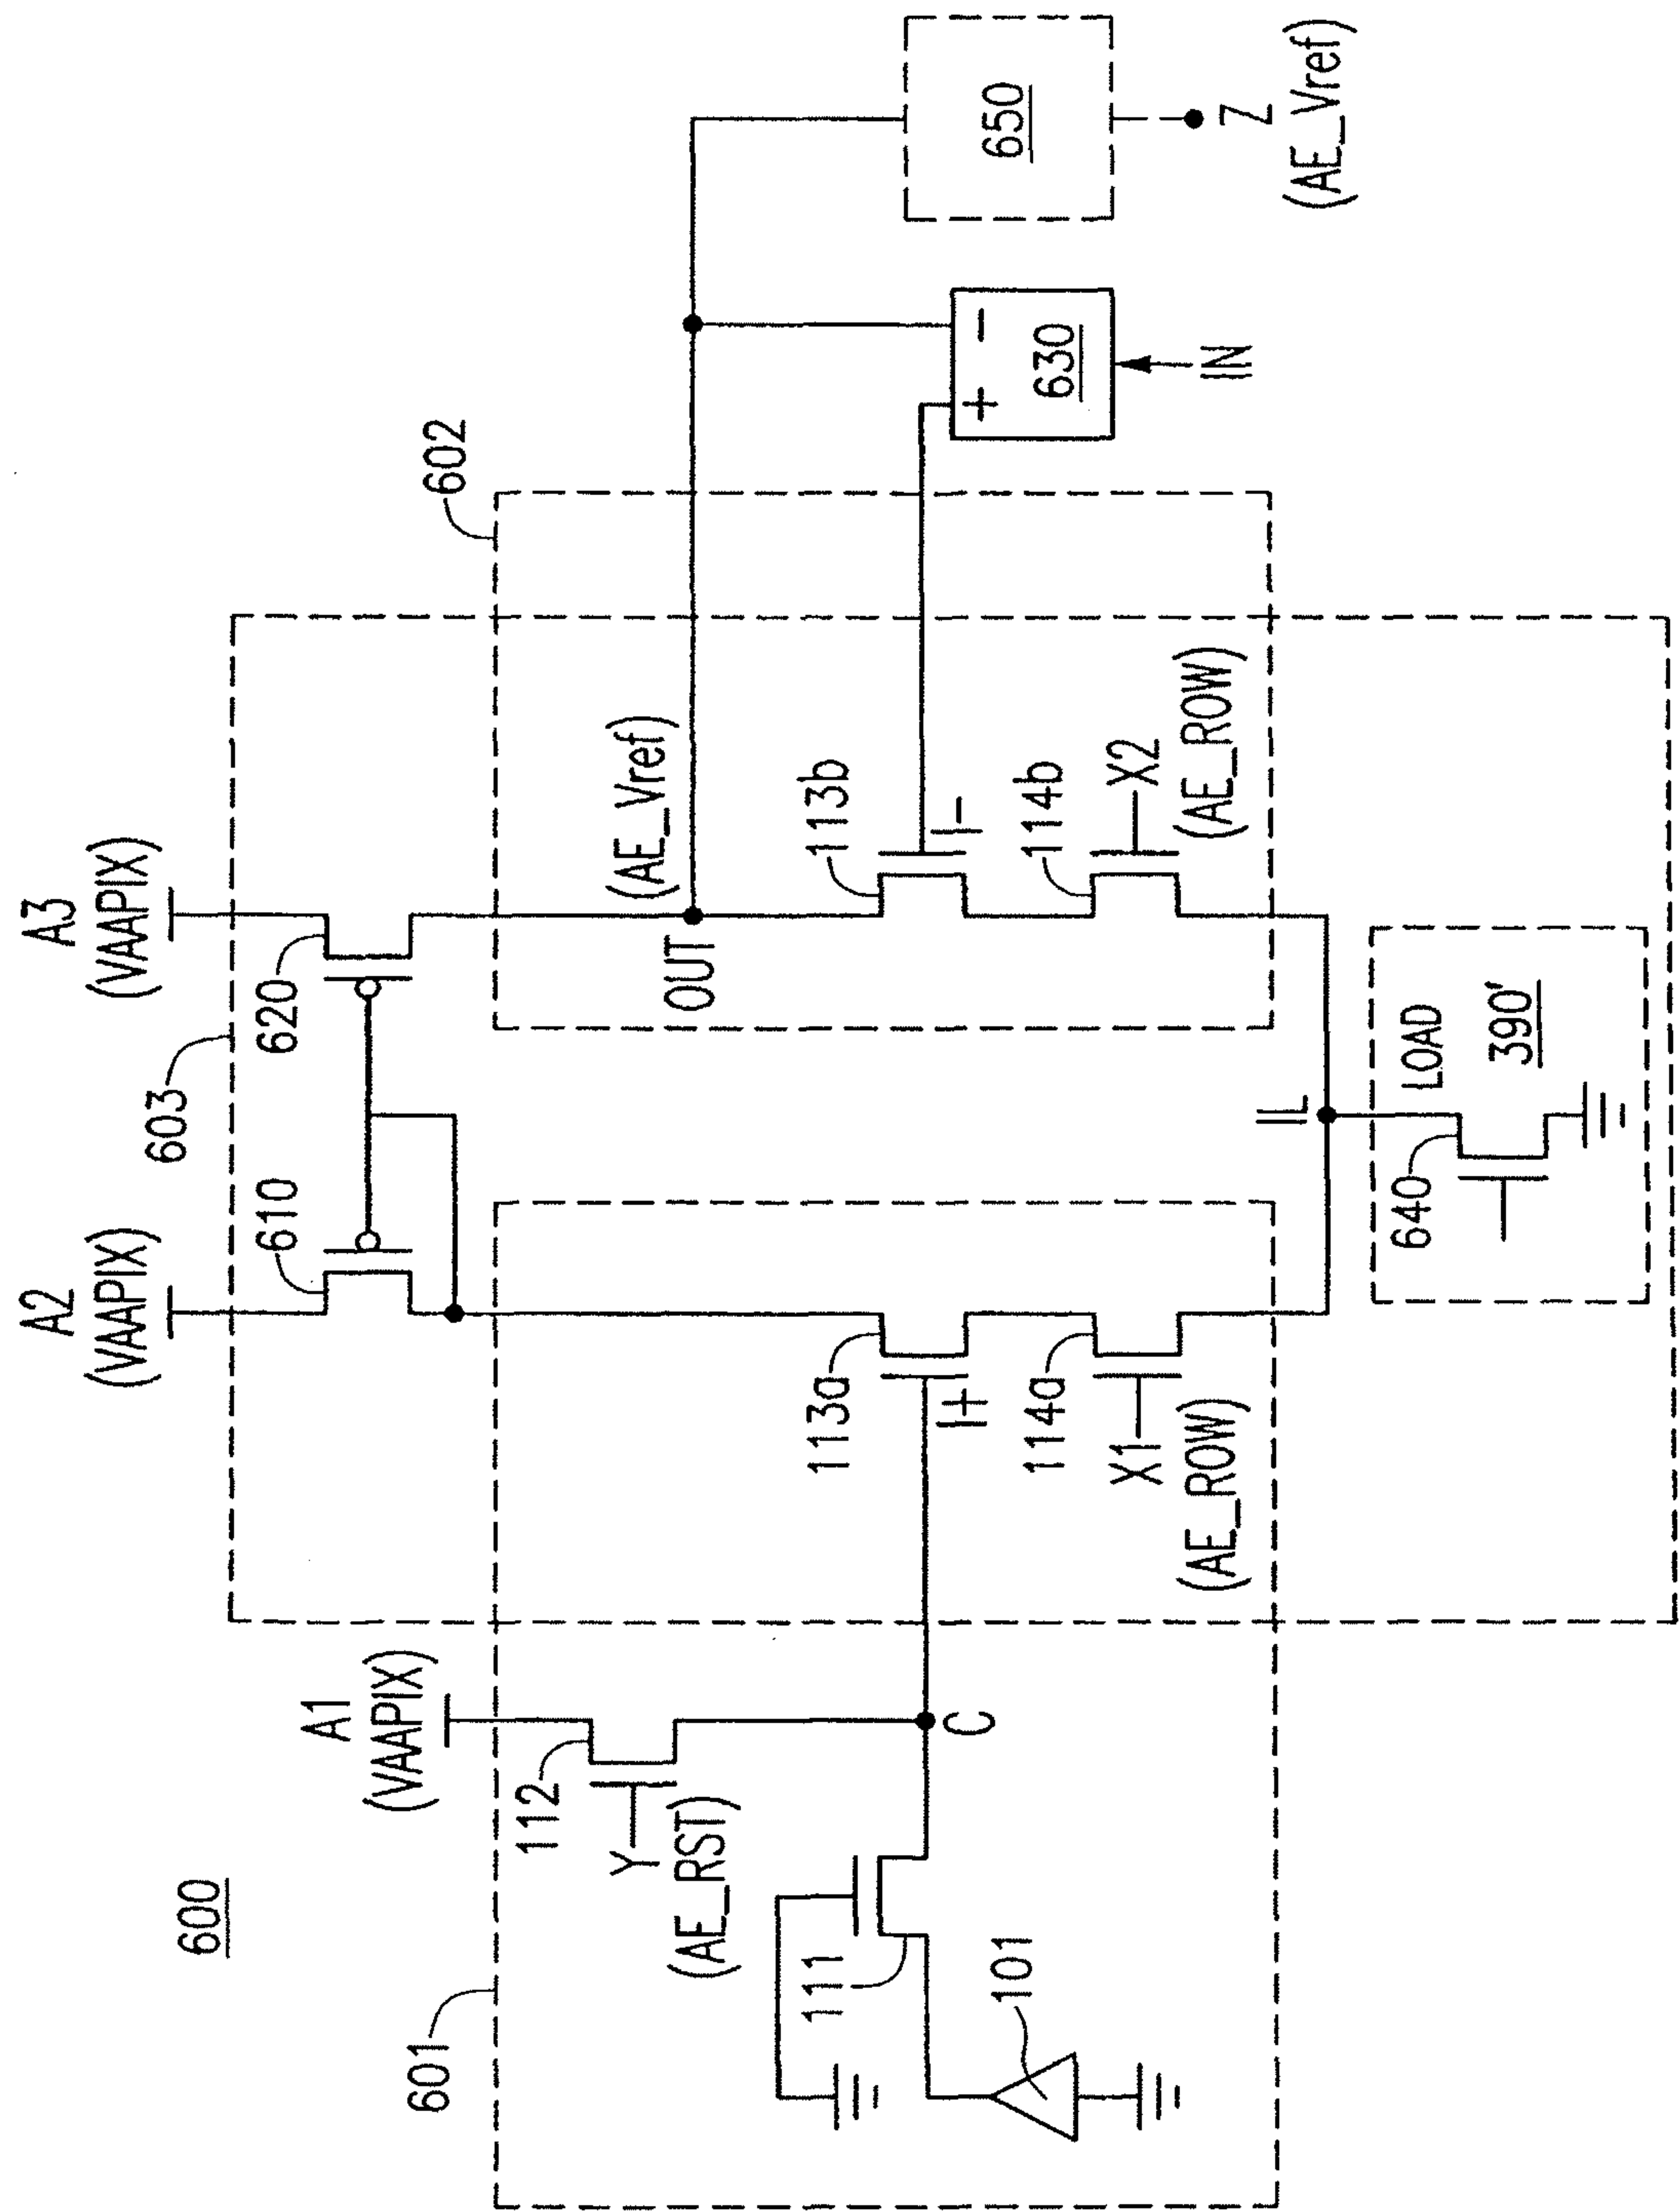 600
601
A1
(VAAPIX)
112
Y
(AE_RST)
111
101
C
603
A2
(VAAPIX)
610
A3
(VAAPIX)
620
113a
I+
114a
X1
(AE_ROW)
602
OUT
(AE_Vref)
113b
I-
114b
X2
(AE_ROW)
IL
LOAD
390'
640
+
-
630
IN
650
Z
(AE_Vref)